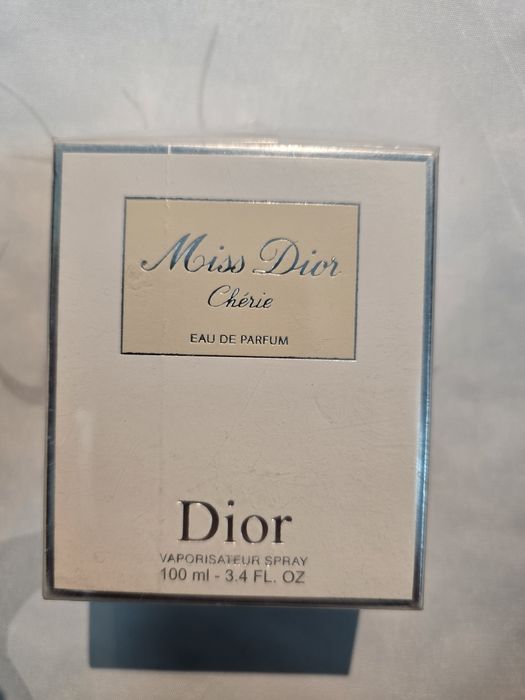 Miss Dior
Chérie
EAU DE PARFUM
Dior
VAPORISATEUR SPRAY
100 ml - 3.4 FL. OZ